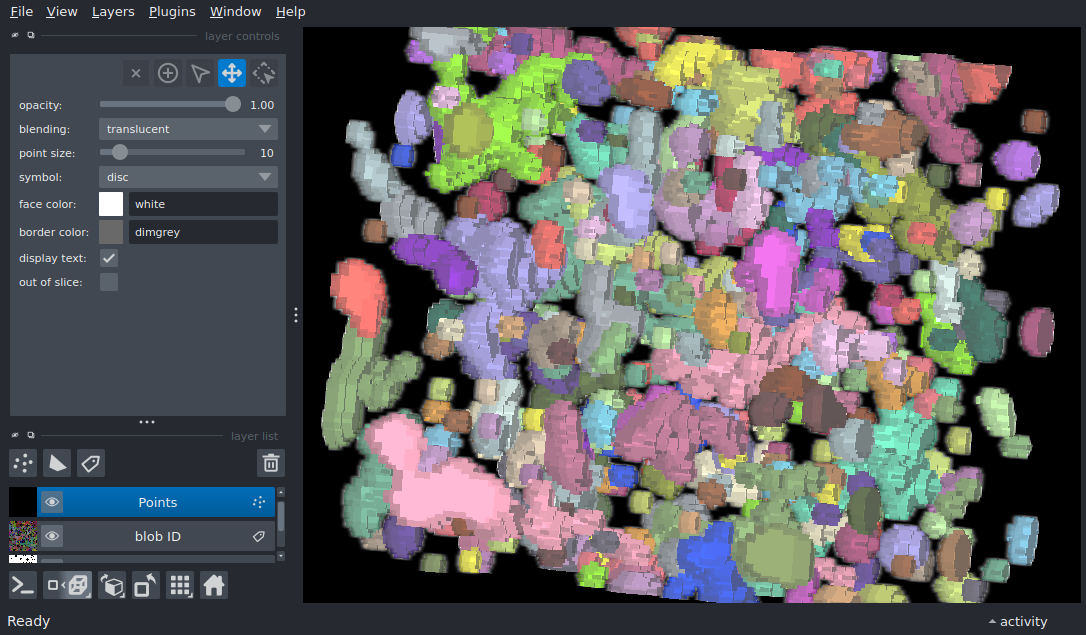 File View Layers Plugins Window Help
layer controls
opacity: 1.00
blending: translucent
point size: 10
symbol: disc
face color: white
border color: dimgrey
display text:
out of slice:
layer list
Points
blob ID
Ready
activity